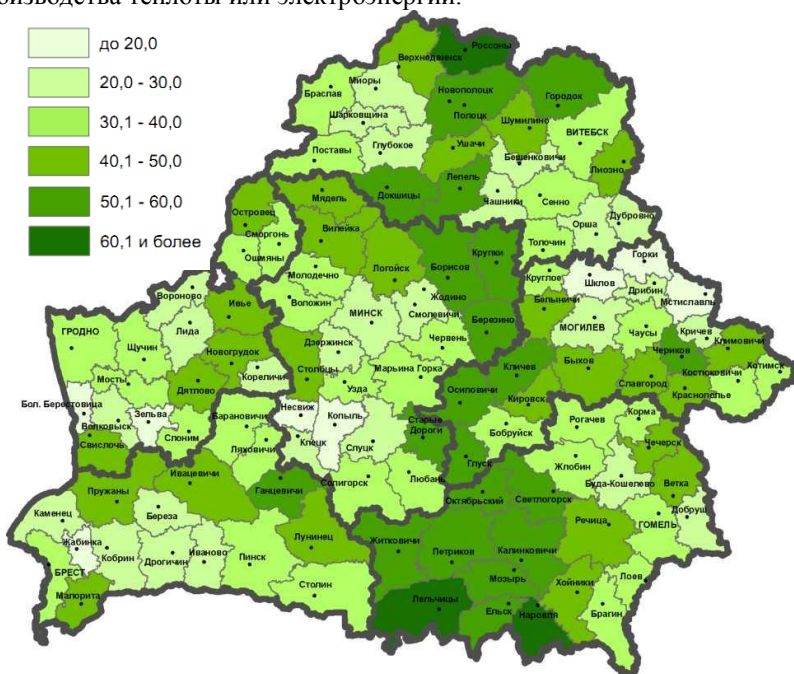 производства теплоты или электроэнергии.
до 20,0
20,0 - 30,0
30,1 - 40,0
40,1 - 50,0
50,1 - 60,0
60,1 и более
Россоны
Верхнедвинск
Миоры
Браслав
Новополоцк
Полоцк
Городок
Шарковщина
Шумилино
ВИТЕБСК
Поставы
Глубокое
Ушачи
Бешенковичи
Лиозно
Докшицы
Лепель
Чашники
Сенно
Мядель
Островец
Вилейка
Сморгонь
Ошмяны
Орша
Дубровно
Толочин
Логойск
Борисов
Крупки
Молодечно
Круглое
Шклов
Горки
Дрибин
Мстиславль
Вороново
Ивье
Воложин
Жодино
Смолевичи
Березино
Белыничи
МИНСК
МОГИЛЕВ
Чаусы
Кричев
Климовичи
ГРОДНО
Лида
Щучин
Новогрудок
Дзержинск
Червень
Чериков
Хотимск
Костюковичи
Кореличи
Столбцы
Марьина Горка
Кличев
Быхов
Славгород
Краснополье
Мосты
Дятлово
Узда
Осиповичи
Кировск
Бол. Берестовица
Зельва
Волковыск
Свислочь
Слоним
Барановичи
Несвиж
Копыль
Клецк
Слуцк
Старые
Дороги
Бобруйск
Рогачев
Корма
Чечерск
Ляховичи
Глуск
Солигорск
Любань
Жлобин
Буда-Кошелево
Ветка
Пружаны
Ивацевичи
Ганцевичи
Октябрьский
Светлогорск
Добруш
Каменец
Береза
Лунинец
Речица
ГОМЕЛЬ
Жабинка
Кобрин
Дрогичин
Иваново
Пинск
Житковичи
Петриков
Калинковичи
БРЕСТ
Малорита
Столин
Мозырь
Хойники
Лоев
Лельчицы
Ельск
Наровля
Брагин